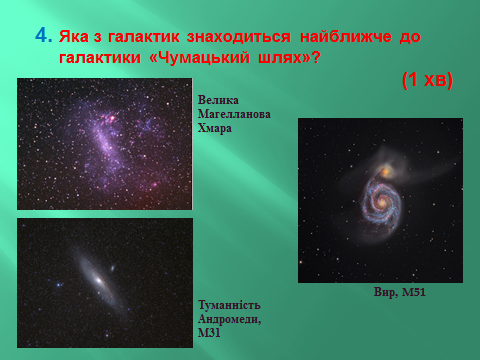 4. Яка з галактик знаходиться найближче до
галактики «Чумацький шлях»?
(1 хв)
Велика
Магелланова
Хмара
Туманність
Андромеди,
М31
Вир, М51